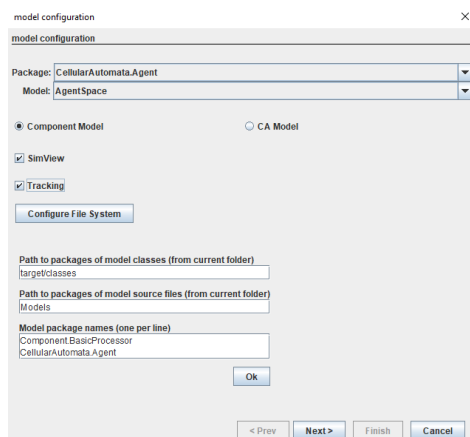 model configuration
model configuration
Package: CellularAutomata.Agent
Model: AgentSpace
Component Model CA Model
SimView
Tracking
Configure File System
Path to packages of model classes (from current folder)
target/classes
Path to packages of model source files (from current folder)
Models
Model package names (one per line)
Component.BasicProcessor
CellularAutomata.Agent
Ok
< Prev Next > Finish Cancel